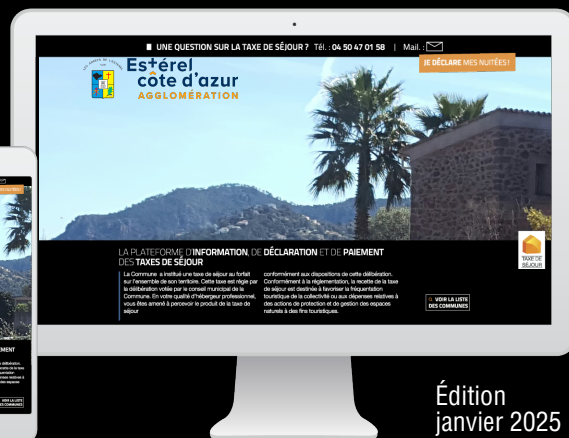 UNE QUESTION SUR LA TAXE DE SÉJOUR ? Tél. : 04 50 47 01 58 | Mail. :
JE DÉCLARE MES NUITÉES !
Estérel
côte d'azur
AGGLOMÉRATION
LA PLATEFORME D'INFORMATION, DE DÉCLARATION ET DE PAIEMENT
DES TAXES DE SÉJOUR
La Commune a institué une taxe de séjour au forfait
sur l'ensemble de son territoire. Cette taxe est régie par
la délibération votée par le conseil municipal de la
Commune. En votre qualité d'hébergeur professionnel,
vous êtes amené à percevoir le produit de la taxe de
séjour
conformément aux dispositions de cette délibération.
Conformément à la réglementation, la recette de la taxe
de séjour est destinée à favoriser la fréquentation
touristique de la collectivité ou aux dépenses relatives à
des actions de protection et de gestion des espaces
naturels à des fins touristiques.
TAXE DE
SÉJOUR
VOIR LA LISTE
DES COMMUNES
VOIR LA LISTE
DES COMMUNES
Édition
janvier 2025